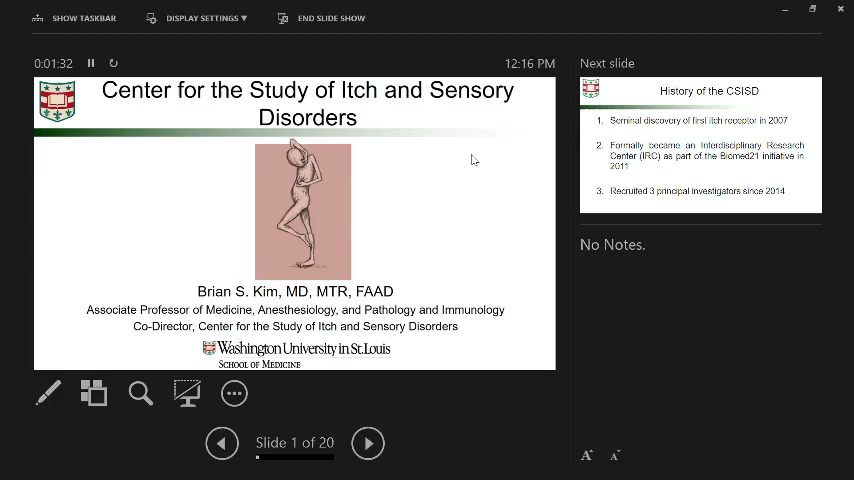 SHOW TASKBAR
DISPLAY SETTINGS ▼
END SLIDE SHOW
0:01:32
12:16 PM
Center for the Study of Itch and Sensory
Disorders
Brian S. Kim, MD, MTR, FAAD
Associate Professor of Medicine, Anesthesiology, and Pathology and Immunology
Co-Director, Center for the Study of Itch and Sensory Disorders
Washington University in St. Louis
SCHOOL OF MEDICINE
Slide 1 of 20
Next slide
History of the CSISD
1. Seminal discovery of first itch receptor in 2007
2. Formally became an Interdisciplinary Research
Center (IRC) as part of the Biomed21 initiative in
2011
3. Recruited 3 principal investigators since 2014
No Notes.
A A